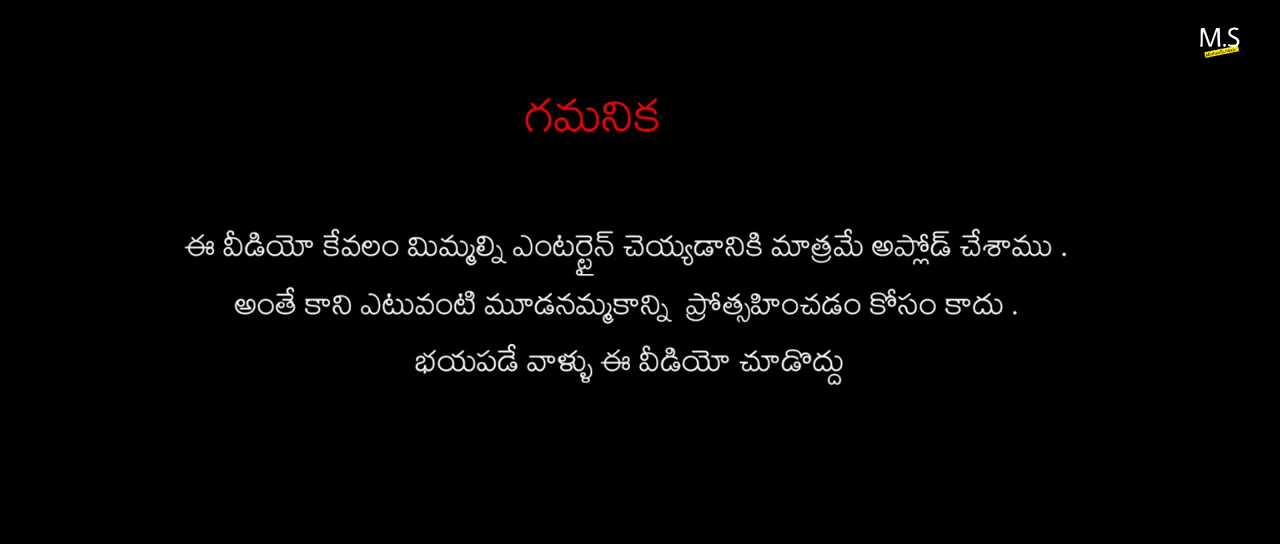 M.S
గమనిక
ఈ వీడియో కేవలం మిమ్మల్ని ఎంటర్టైన్ చెయ్యడానికి మాత్రమే అప్లోడ్ చేశాము .
అంతే కాని ఎటువంటి మూడనమ్మకాన్ని ప్రోత్సహించడం కోసం కాదు .
భయపడే వాళ్ళు ఈ వీడియో చూడొద్దు